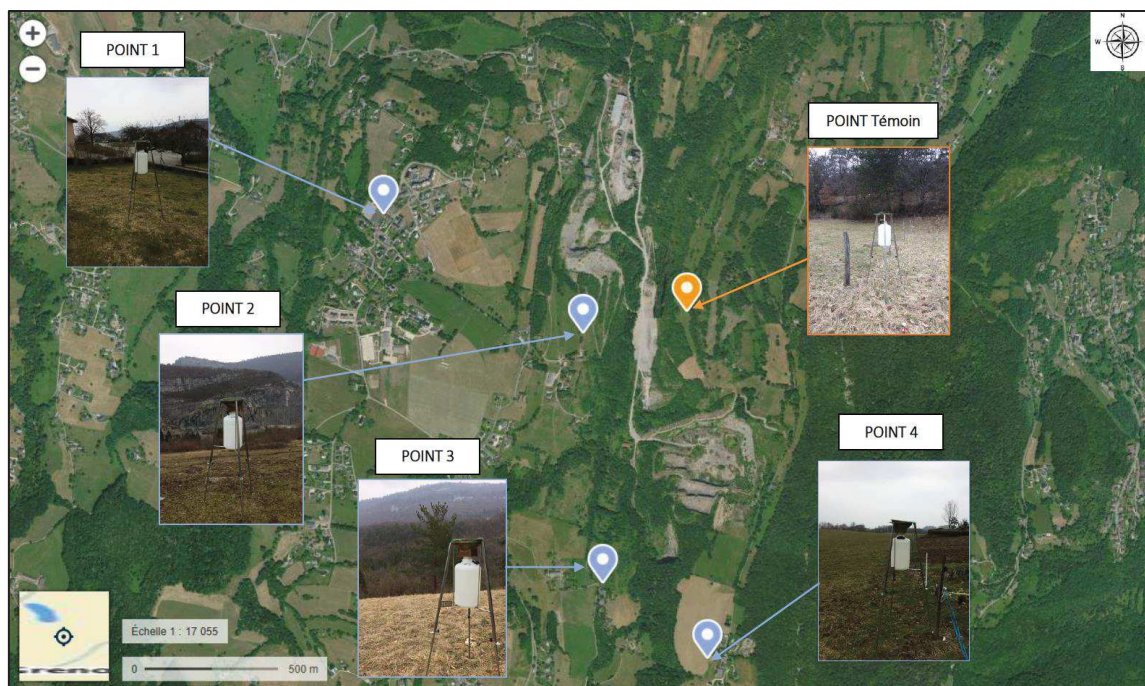 POINT 1
N
W
E
S
POINT Témoin
POINT 2
POINT 3
POINT 4
Échelle 1 : 17 055
0 500 m